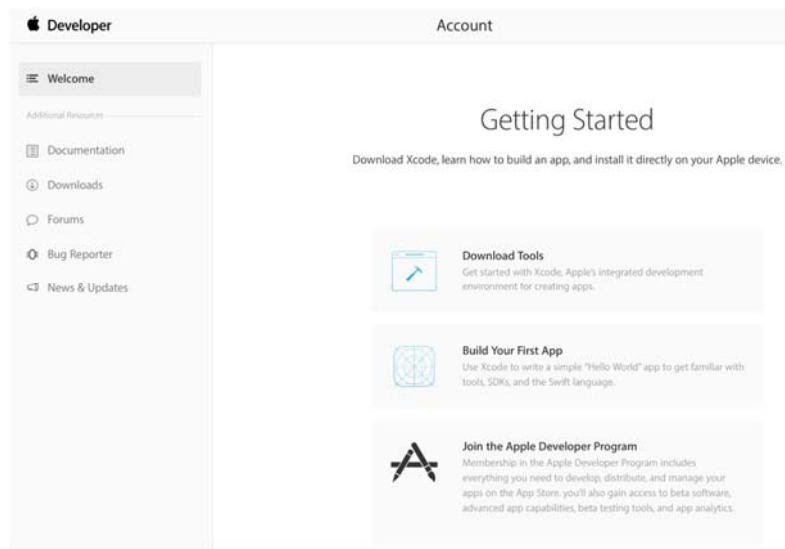 Developer
Account
Welcome
Additional Resources
Documentation
Downloads
Forums
Bug Reporter
News & Updates
Getting Started
Download Xcode, learn how to build an app, and install it directly on your Apple device.
Download Tools
Get started with Xcode, Apple's integrated development
environment for creating apps.
Build Your First App
Use Xcode to write a simple "Hello World" app to get familiar with
tools, SDKs, and the Swift language.
Join the Apple Developer Program
Membership in the Apple Developer Program includes
everything you need to develop, distribute, and manage your
apps on the App Store. you'll also gain access to beta software,
advanced app capabilities, beta testing tools, and app analytics.